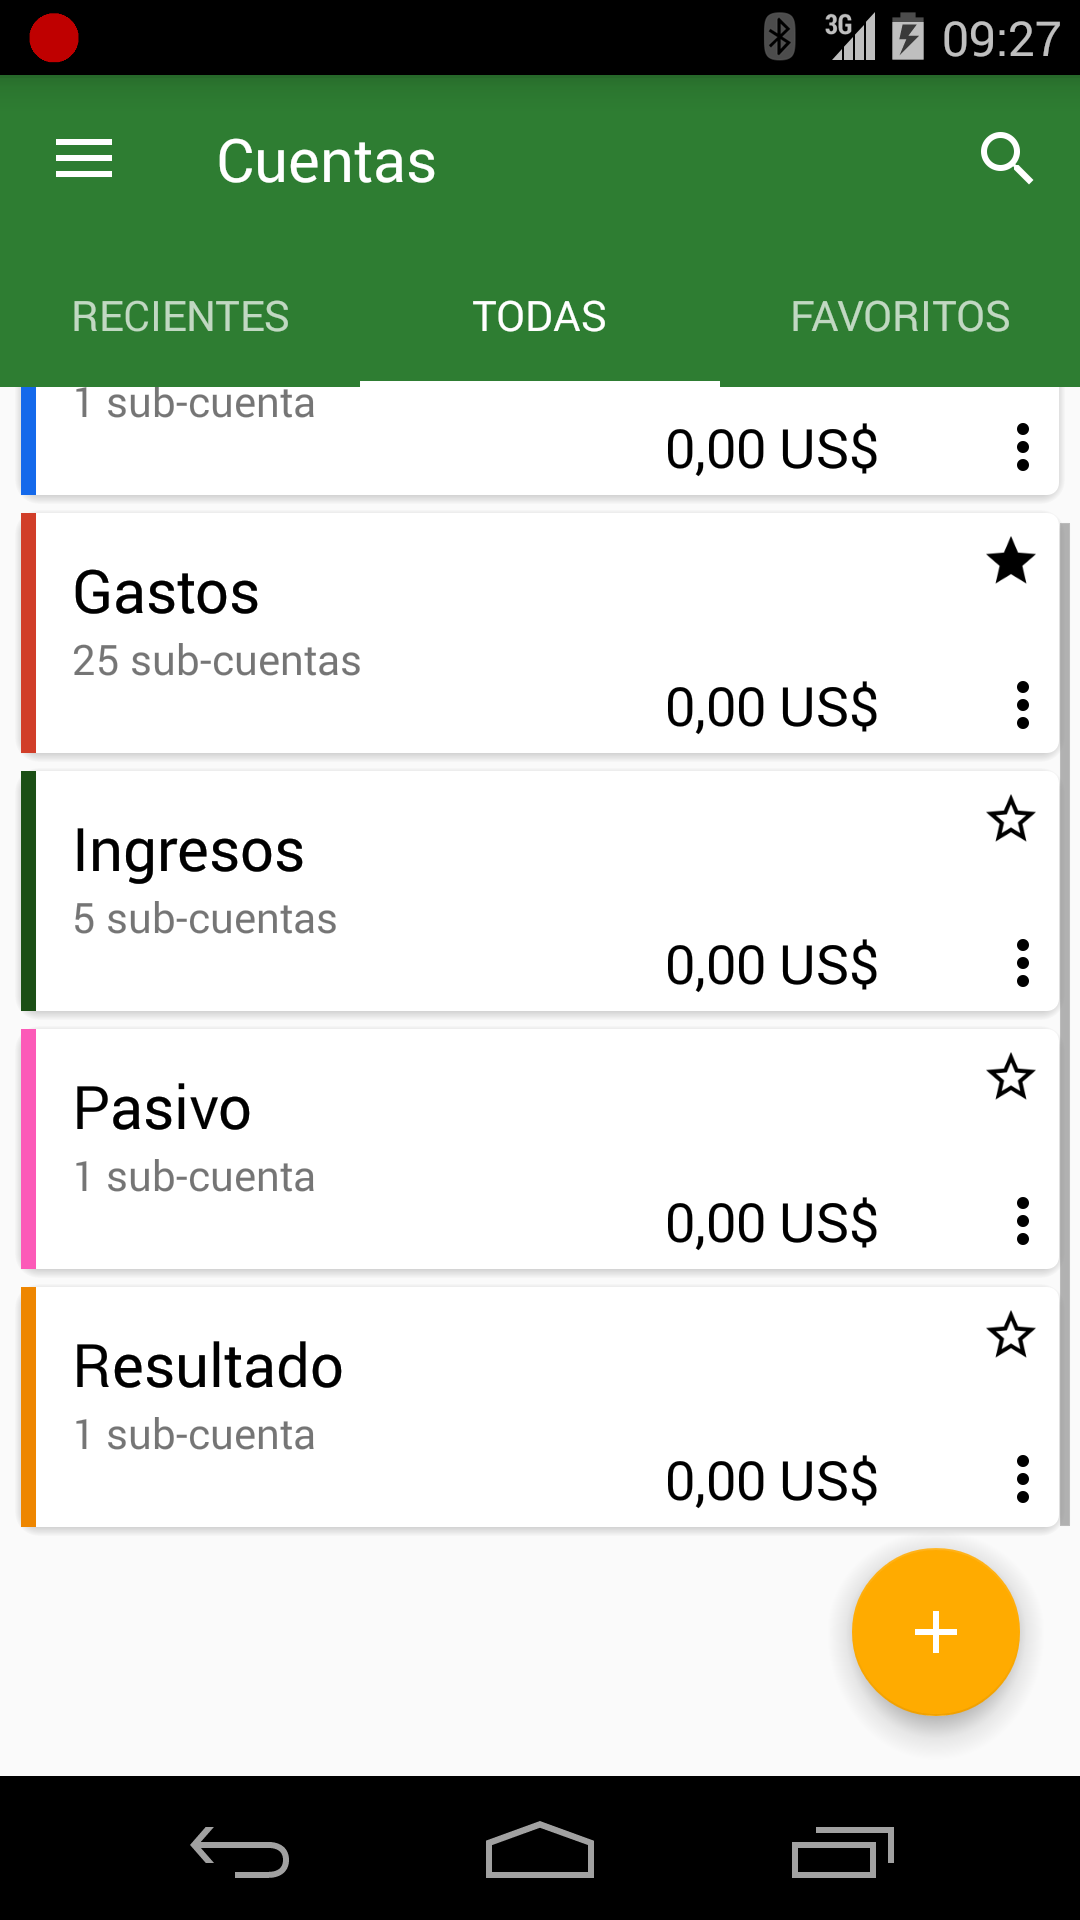 3G 09:27
Cuentas
RECIENTES TODAS FAVORITOS
1 sub-cuenta
0,00 US$
Gastos
25 sub-cuentas
0,00 US$
Ingresos
5 sub-cuentas
0,00 US$
Pasivo
1 sub-cuenta
0,00 US$
Resultado
1 sub-cuenta
0,00 US$